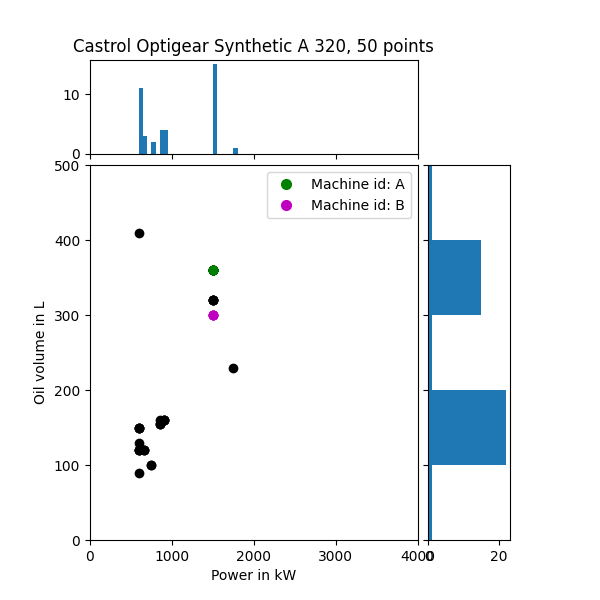 Castrol Optigear Synthetic A 320, 50 points
10
0
500
Machine id: A
Machine id: B
400
300
200
100
0
Oil volume in L
0 1000 2000 3000 4000 0 20
Power in kW